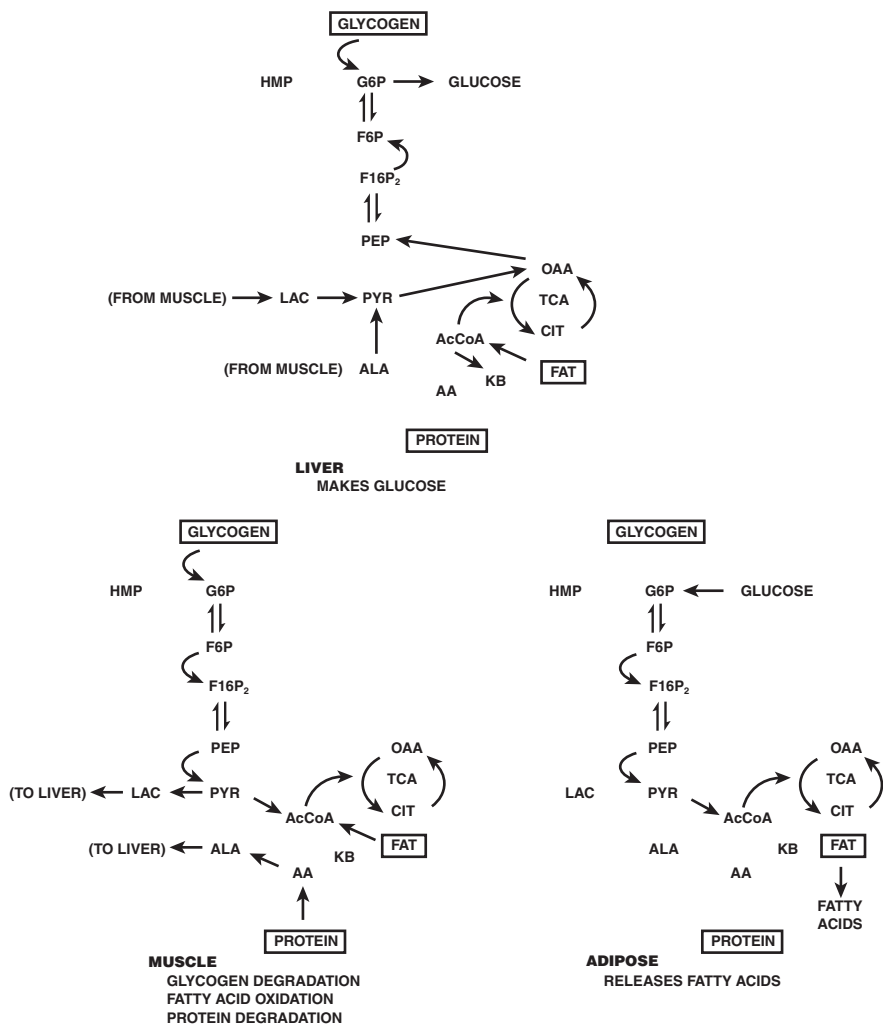 GLYCOGEN
HMP G6P GLUCOSE
F6P
F16P₂
PEP
OAA
(FROM MUSCLE) LAC PYR TCA
CIT
AcCoA
(FROM MUSCLE) ALA KB FAT
AA
PROTEIN
LIVER
MAKES GLUCOSE
GLYCOGEN
HMP G6P
F6P
F16P₂
PEP OAA
TCA
(TO LIVER) LAC PYR CIT
AcCoA
(TO LIVER) ALA KB FAT
AA
PROTEIN
MUSCLE
GLYCOGEN DEGRADATION
FATTY ACID OXIDATION
PROTEIN DEGRADATION
GLYCOGEN
HMP G6P GLUCOSE
F6P
F16P₂
PEP OAA
TCA
LAC PYR CIT
AcCoA
ALA KB FAT
AA
FATTY
ACIDS
PROTEIN
ADIPOSE
RELEASES FATTY ACIDS